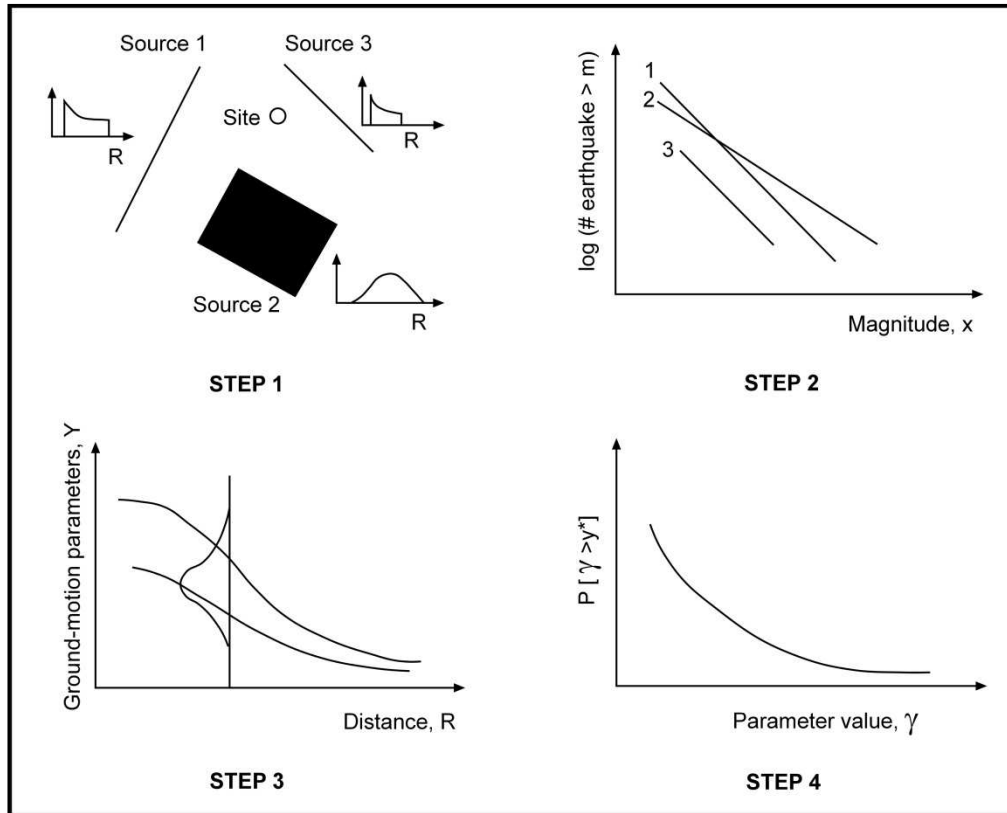 Source 1
Source 3
R
Site
R
Source 2
R
STEP 1
log (# earthquake > m)
1
2
3
Magnitude, x
STEP 2
Ground-motion parameters, Y
Distance, R
STEP 3
P [ γ >y*]
Parameter value, γ
STEP 4